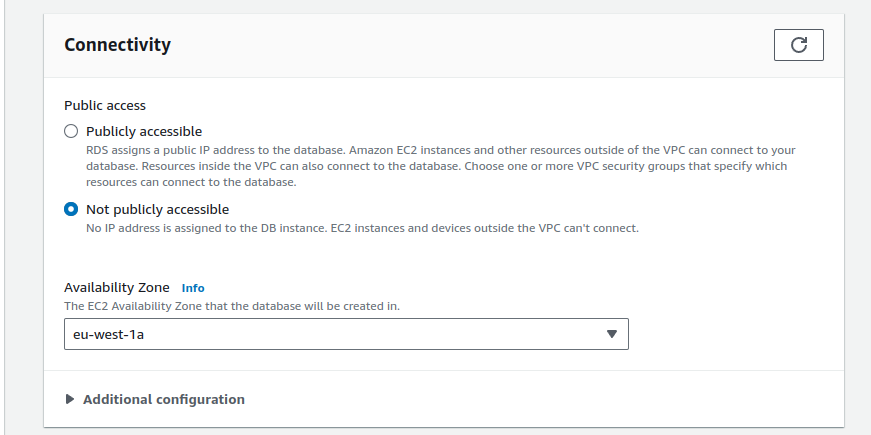 Connectivity
Public access
Publicly accessible
RDS assigns a public IP address to the database. Amazon EC2 instances and other resources outside of the VPC can connect to your
database. Resources inside the VPC can also connect to the database. Choose one or more VPC security groups that specify which
resources can connect to the database.
Not publicly accessible
No IP address is assigned to the DB instance. EC2 instances and devices outside the VPC can't connect.
Availability Zone Info
The EC2 Availability Zone that the database will be created in.
eu-west-1a
Additional configuration